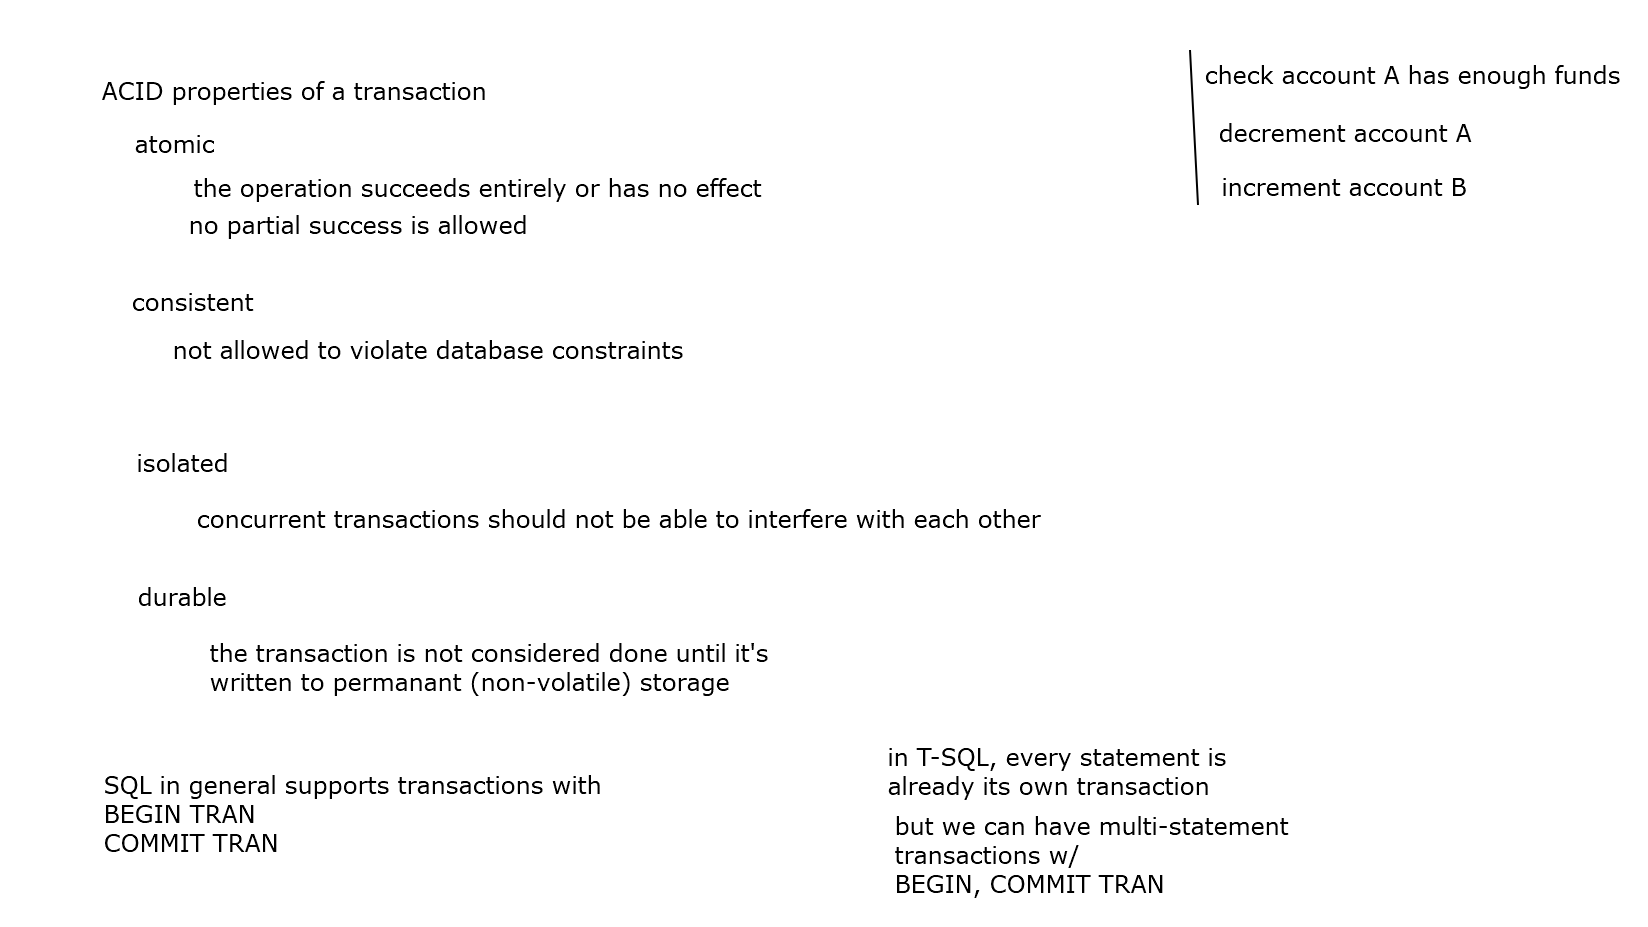 ACID properties of a transaction
atomic
the operation succeeds entirely or has no effect
no partial success is allowed
consistent
not allowed to violate database constraints
isolated
concurrent transactions should not be able to interfere with each other
durable
the transaction is not considered done until it's
written to permanant (non-volatile) storage
SQL in general supports transactions with
BEGIN TRAN
COMMIT TRAN
check account A has enough funds
decrement account A
increment account B
in T-SQL, every statement is
already its own transaction
but we can have multi-statement
transactions w/
BEGIN, COMMIT TRAN